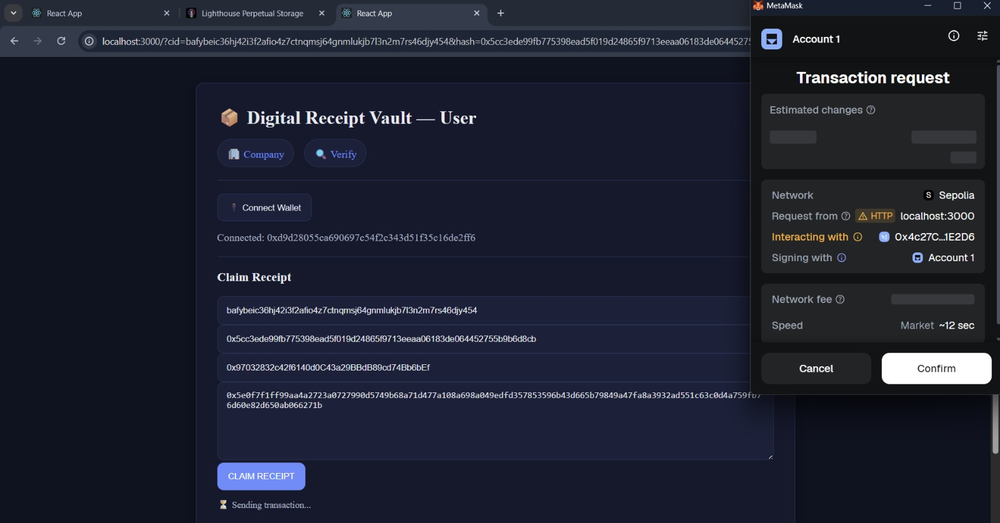 React App
Lighthouse Perpetual Storage
React App
localhost:3000/?cid=bafybeic36hj42i3f2afio4z7ctnqmsj64gnmlukjb7l3n2m7rs46djy454&hash=0x5cc3ede99fb775398ead5f019d24865f9713eeaa06183de06445275
Digital Receipt Vault — User
Company
Verify
Connect Wallet
Connected: 0xd9d28055ca690697c54f2c343d51f35c16de2ff6
Claim Receipt
bafybeic36hj42i3f2afio4z7ctnqmsj64gnmlukjb7l3n2m7rs46djy454
0x5cc3ede99fb775398ead5f019d24865f9713eeaa06183de064452755b9b6d8cb
0x97032832c42f6140d0C43a29BBdB89cd74Bb6bEf
0x5e0f7f1ff99aa4a2723a0727990d5749b68a71d477a108a698a049edfd357853596b43d665b79849a47fa8a3932ad551c63c0d4a759fb7
6d60e82d650ab066271b
CLAIM RECEIPT
Sending transaction...
MetaMask
Account 1
Transaction request
Estimated changes
Network S Sepolia
Request from HTTP localhost:3000
Interacting with 0x4c27C...1E2D6
Signing with Account 1
Network fee
Speed Market ~12 sec
Cancel
Confirm